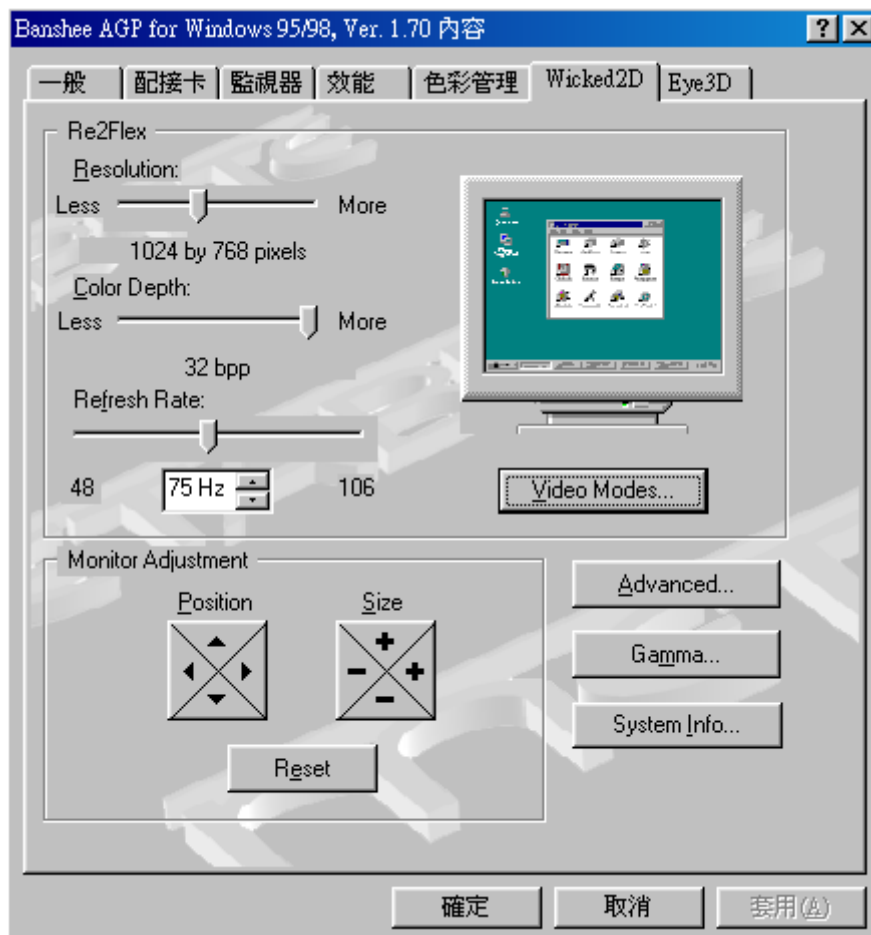 Banshee AGP for Windows 95/98, Ver. 1.70 內容
一般 配接卡 監視器 效能 色彩管理 Wicked2D Eye3D
Re2Flex
Resolution:
Less More
1024 by 768 pixels
Color Depth:
Less More
32 bpp
Refresh Rate:
48 75 Hz 106
Video Modes...
Monitor Adjustment
Position Size
Reset
Advanced...
Gamma...
System Info...
確定 取消 套用(A)